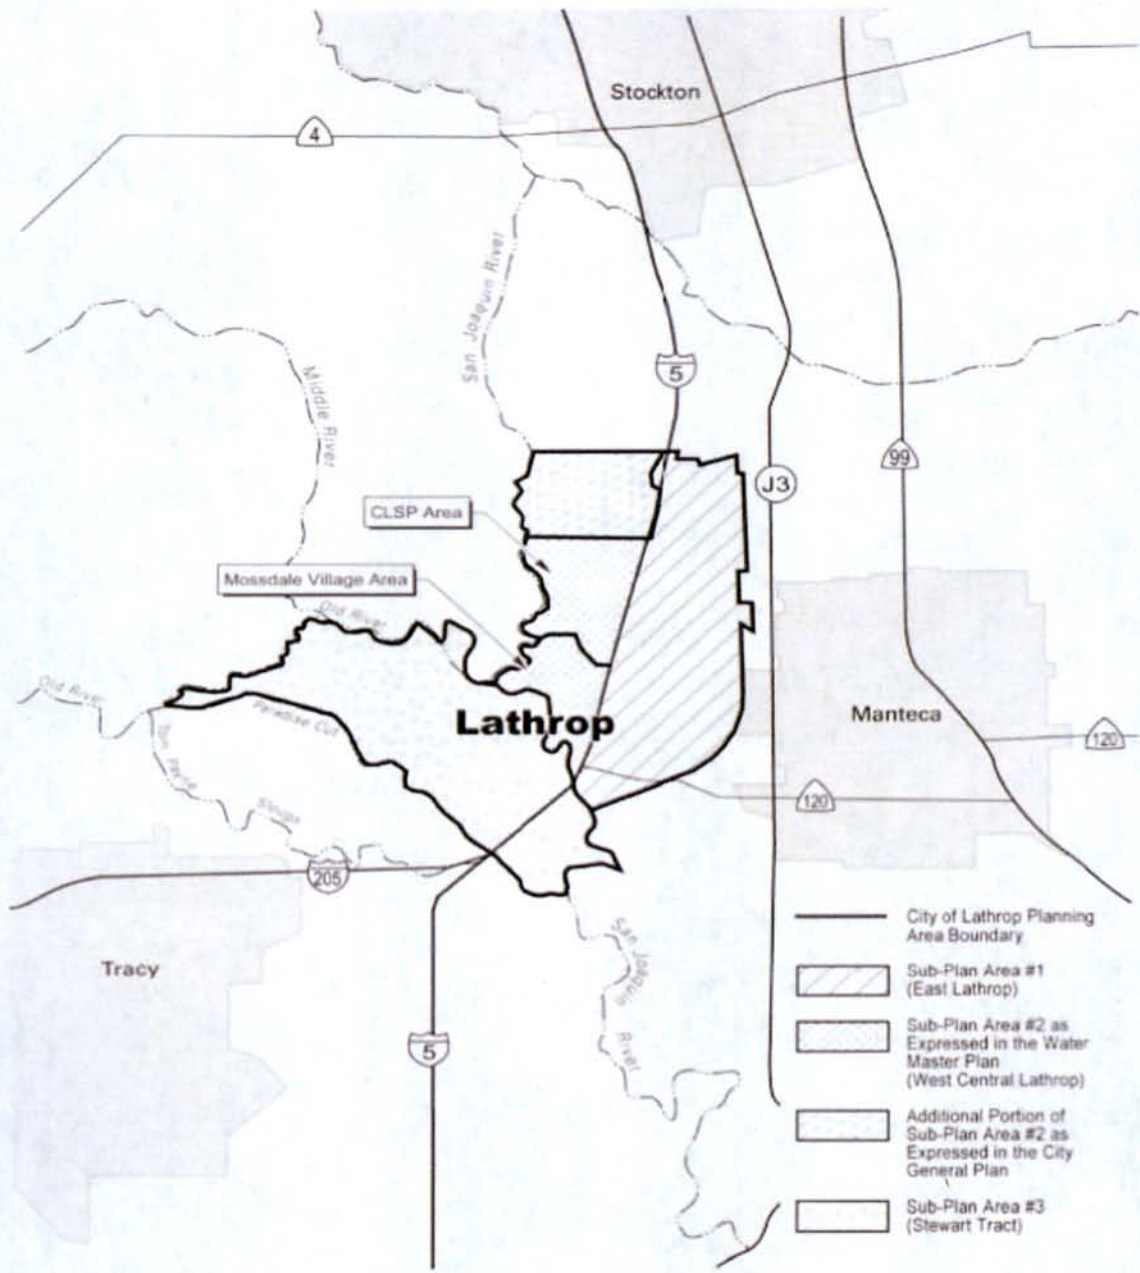 Stockton
4
San Joaquin River
5
Middle River
99
J3
CLSP Area
Mossdale Village Area
Old River
Old River
Paradise Cut
Lathrop
Manteca
120
Tom Paine
Slough
120
205
Tracy
San Joaquin
River
5
City of Lathrop Planning
Area Boundary
Sub-Plan Area #1
(East Lathrop)
Sub-Plan Area #2 as
Expressed in the Water
Master Plan
(West Central Lathrop)
Additional Portion of
Sub-Plan Area #2 as
Expressed in the City
General Plan
Sub-Plan Area #3
(Stewart Tract)